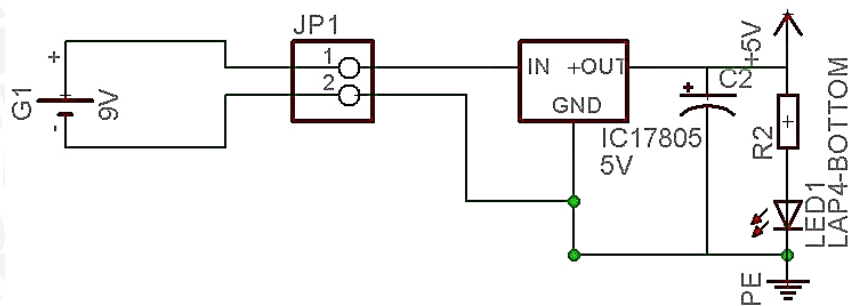 JP1
1
2
+
G1
9V
-
IN +OUT
GND
IC17805
5V
+
C2
+5V
+
R2
LED1
LAP4-BOTTOM
PE